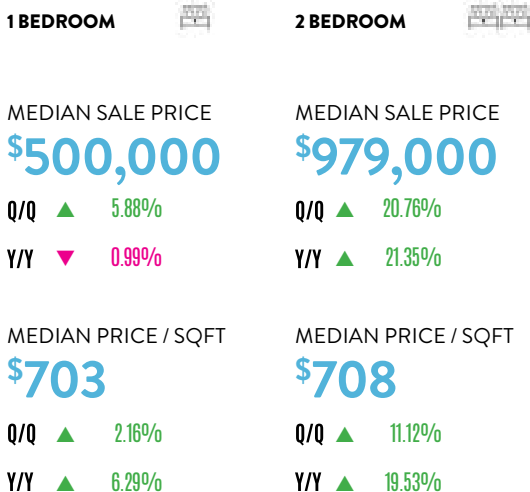 1 BEDROOM
MEDIAN SALE PRICE
$500,000
Q/Q ▲ 5.88%
Y/Y ▼ 0.99%
MEDIAN PRICE / SQFT
$703
Q/Q ▲ 2.16%
Y/Y ▲ 6.29%
2 BEDROOM
MEDIAN SALE PRICE
$979,000
Q/Q ▲ 20.76%
Y/Y ▲ 21.35%
MEDIAN PRICE / SQFT
$708
Q/Q ▲ 11.12%
Y/Y ▲ 19.53%